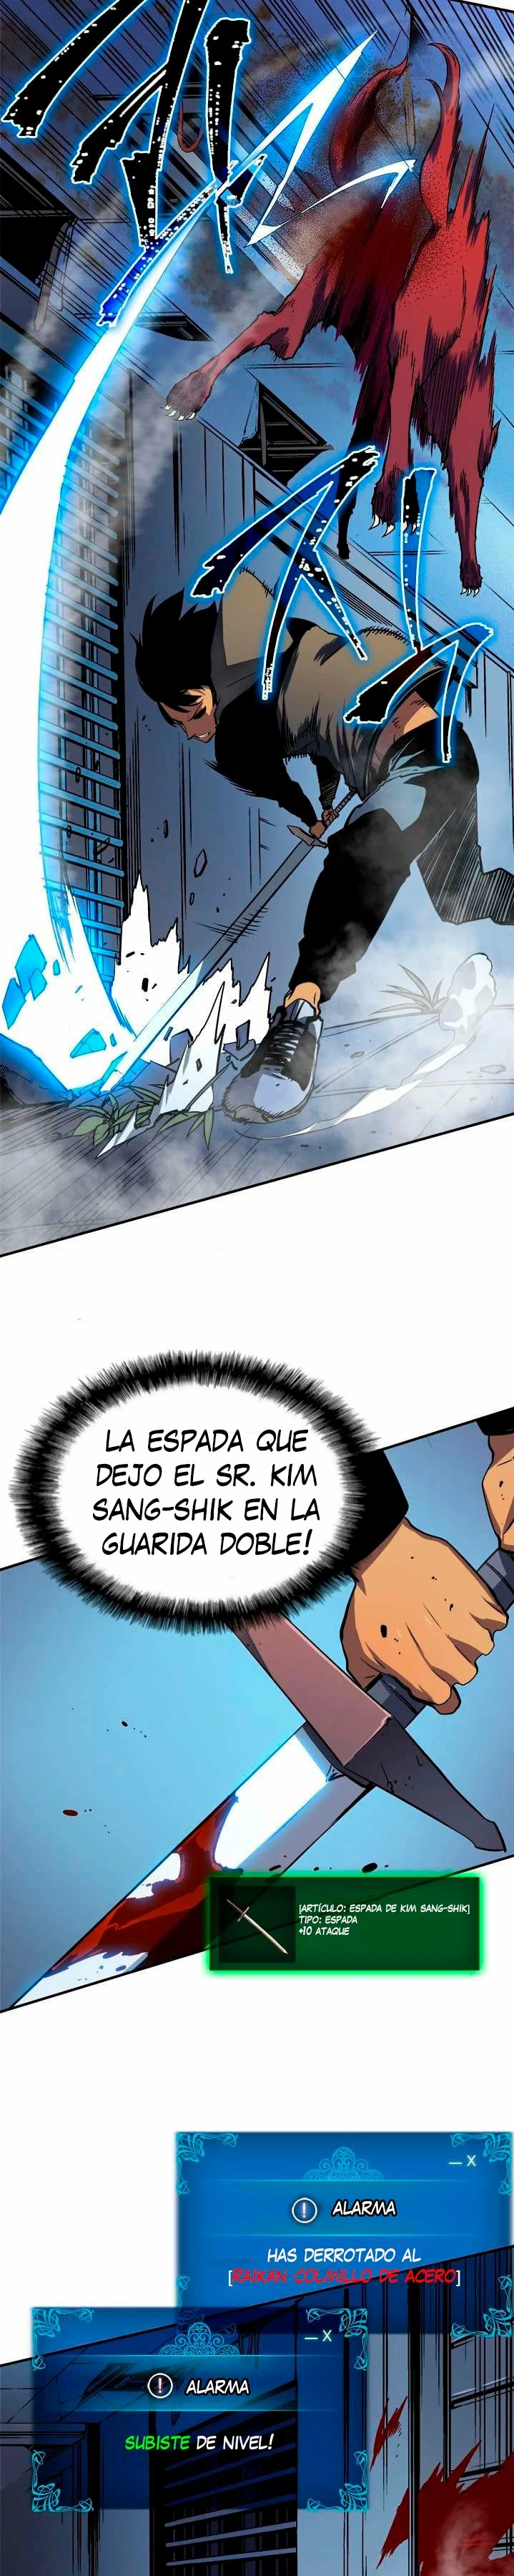 LA ESPADA QUE
DEJO EL SR. KIM
SANG-SHIK EN LA
GUARIDA DOBLE!
[ARTÍCULO: ESPADA DE KIM SANG-SHIK]
TIPO: ESPADA
+10 ATAQUE
— X
! ALARMA
HAS DERROTADO AL
[RAIKAN COLMILLO DE ACERO]
— X
! ALARMA
SUBISTE DE NIVEL!